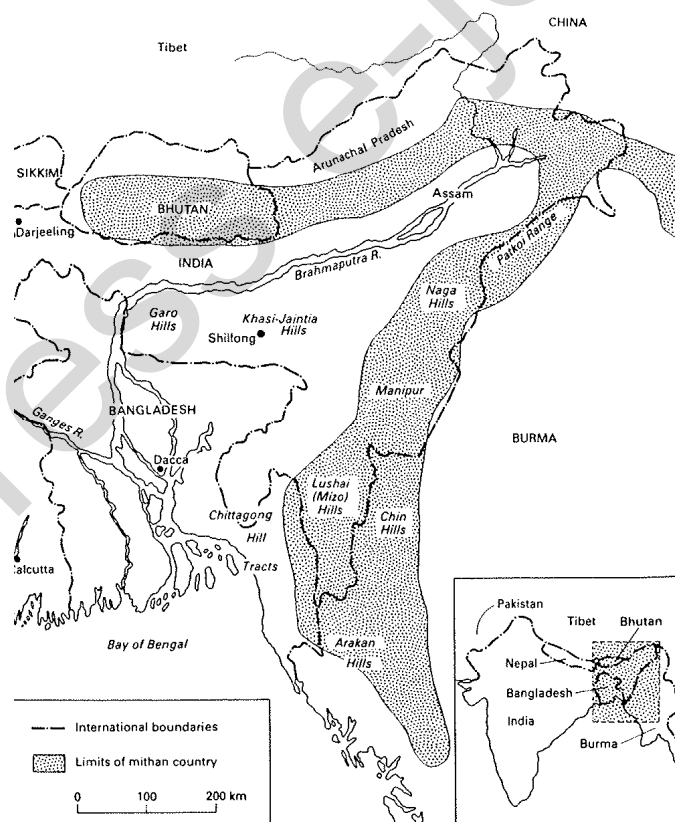 CHINA
Tibet
Arunachal Pradesh
SIKKIM
BHUTAN
Assam
Darjeeling
INDIA
Patkoi Range
Brahmaputra R.
Naga
Hills
Garo
Hills
Khasi-Jaintia
Hills
Shillong
Manipur
Ganges R.
BANGLADESH
BURMA
Dacca
Lushai
(Mizo)
Hills
Chittagong
Hill
Tracts
Chin
Hills
alcutta
Bay of Bengal
Arakan
Hills
Pakistan
Tibet
Bhutan
Nepal
Bangladesh
India
Burma
International boundaries
Limits of mithan country
0 100 200 km